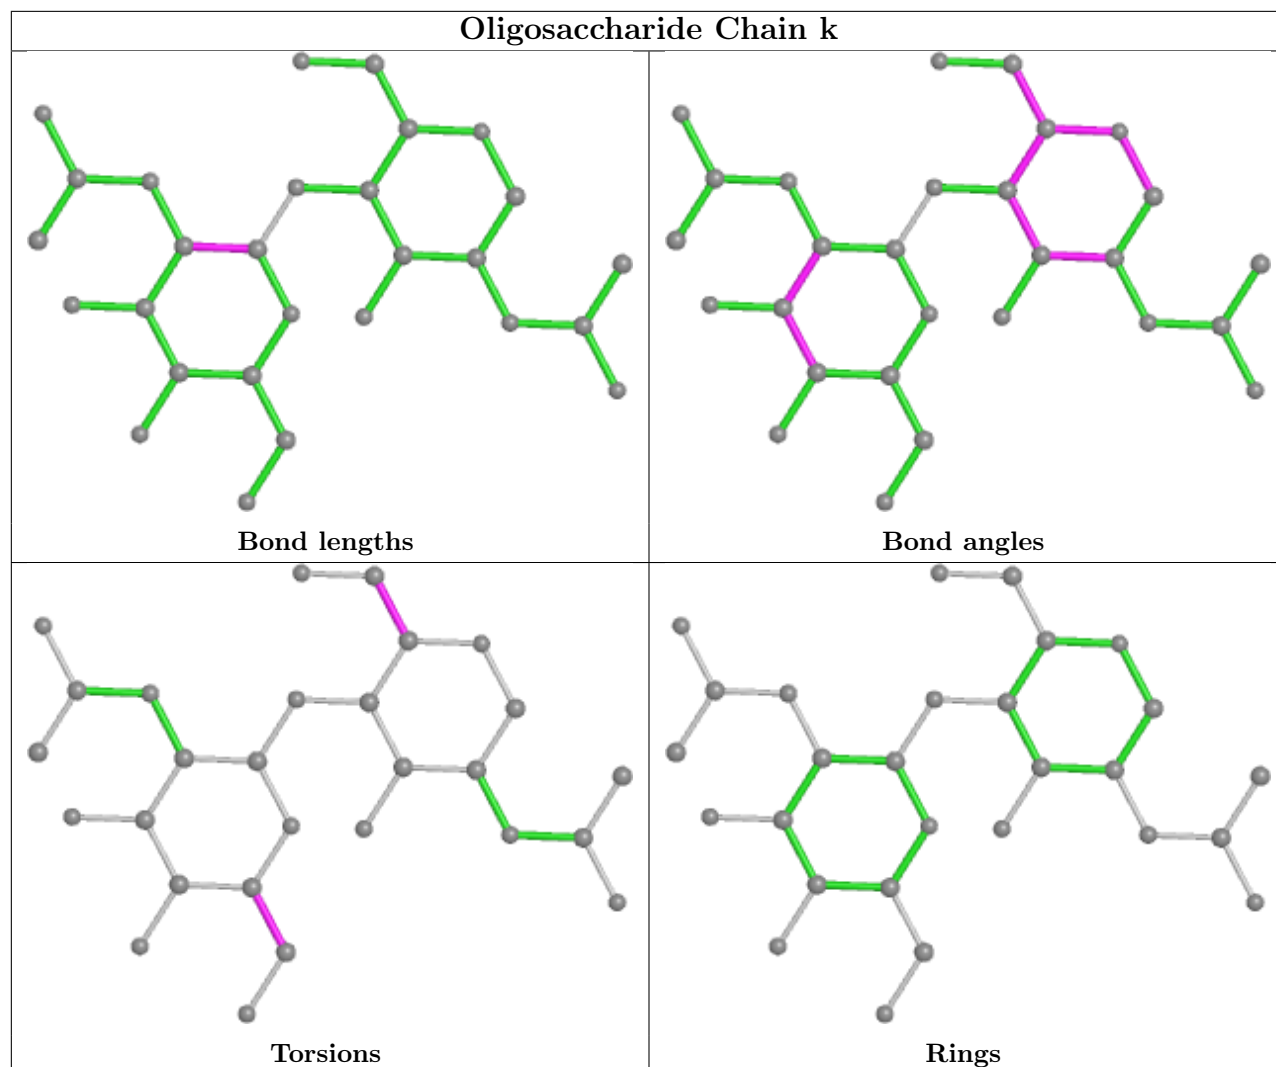 Oligosaccharide Chain k
Bond lengths
Bond angles
Torsions
Rings